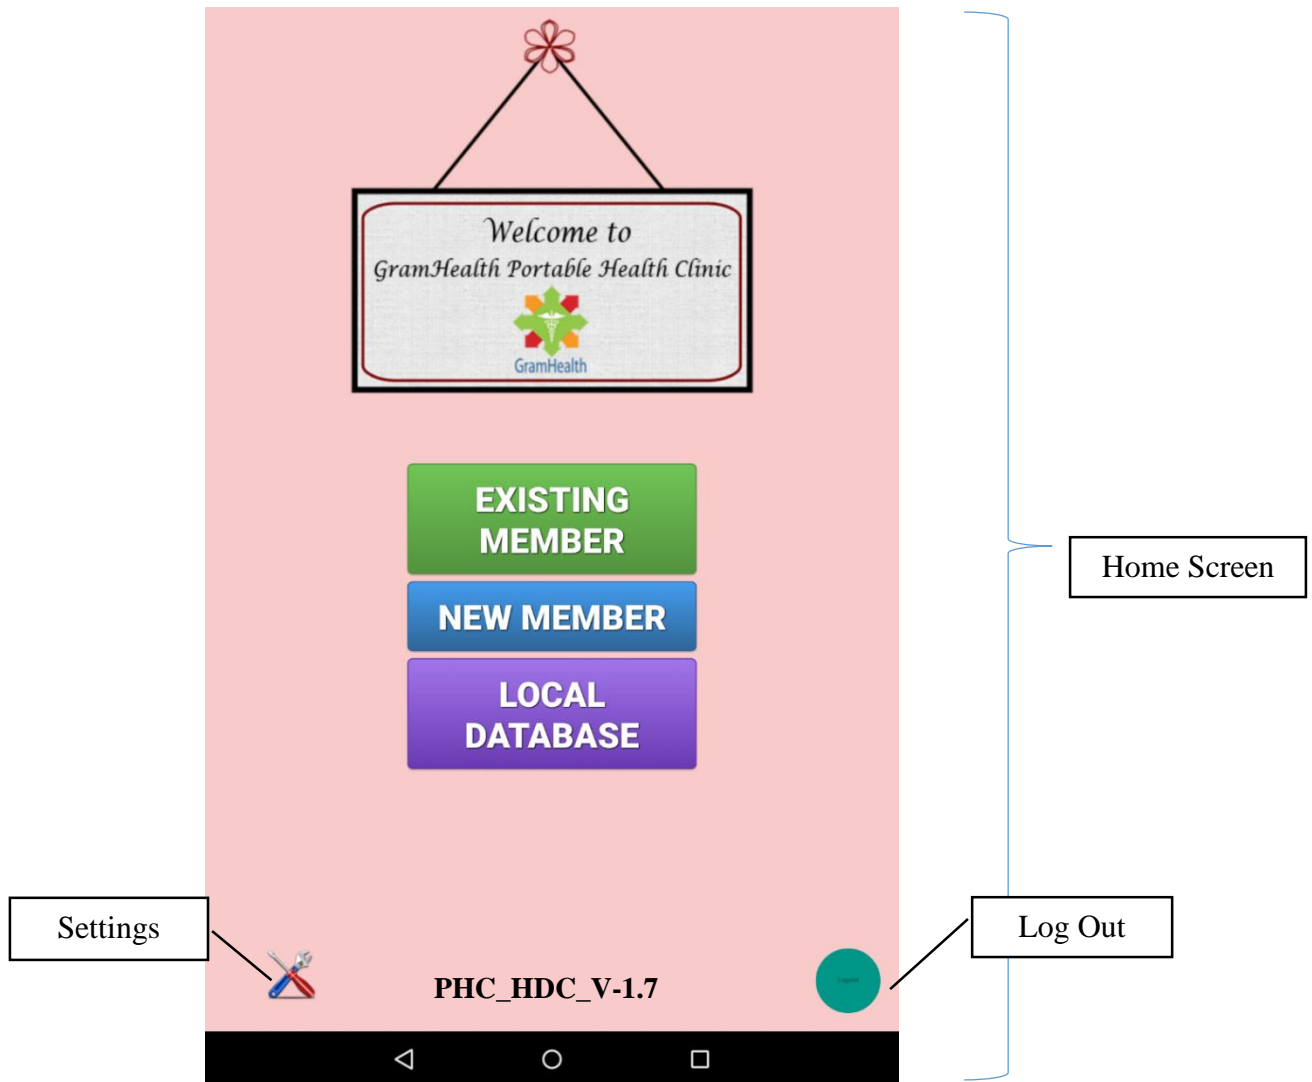 Welcome to
GramHealth Portable Health Clinic
GramHealth
EXISTING
MEMBER
NEW MEMBER
LOCAL
DATABASE
Home Screen
Settings
Log Out
PHC_HDC_V-1.7